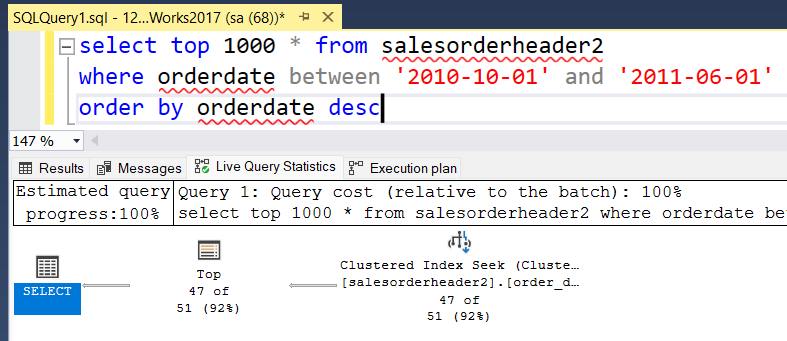 SQLQuery1.sql - 12...Works2017 (sa (68))*
select top 1000 * from salesorderheader2
where orderdate between '2010-10-01' and '2011-06-01'
order by orderdate desc
147 %
Results Messages Live Query Statistics Execution plan
Estimated query progress:100%
Query 1: Query cost (relative to the batch): 100%
select top 1000 * from salesorderheader2 where orderdate bet
SELECT
Top
47 of
51 (92%)
Clustered Index Seek (Cluste…
[salesorderheader2].[order_d…
47 of
51 (92%)